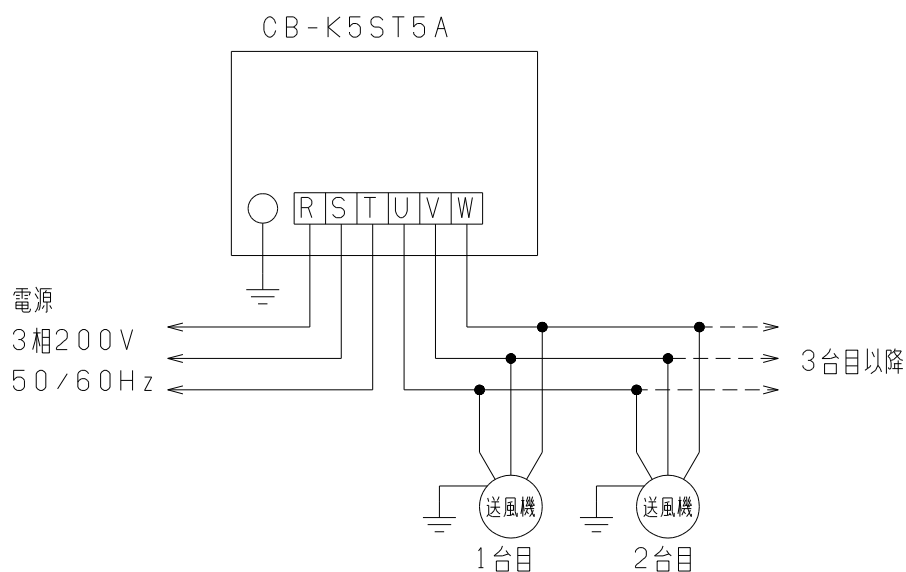 CB-K5ST5A
R S T U V W
電源
3相200V
50/60Hz
3台目以降
送風機
1台目
送風機
2台目